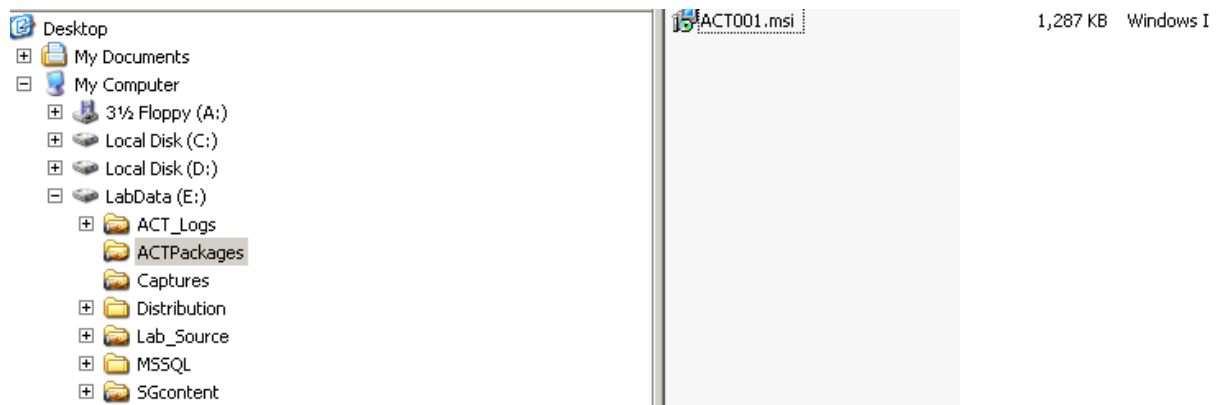 Desktop
My Documents
My Computer
3½ Floppy (A:)
Local Disk (C:)
Local Disk (D:)
LabData (E:)
ACT_Logs
ACTPackages
Captures
Distribution
Lab_Source
MSSQL
SGcontent
ACT001.msi 1,287 KB Windows I